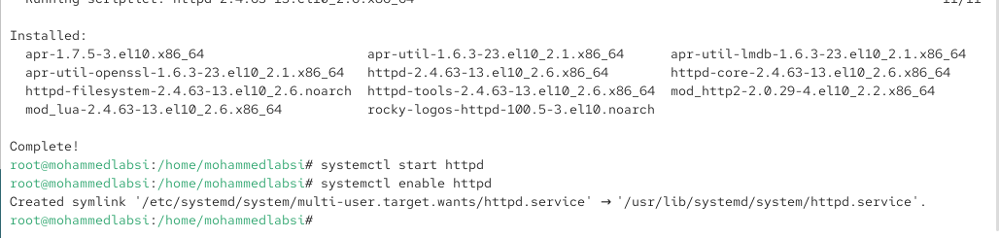 Running scriptlet: httpd-2.4.63-13.el10_2.6.x86_64 11/11
Installed:
apr-1.7.5-3.el10.x86_64 apr-util-1.6.3-23.el10_2.1.x86_64 apr-util-lmdb-1.6.3-23.el10_2.1.x86_64
apr-util-openssl-1.6.3-23.el10_2.1.x86_64 httpd-2.4.63-13.el10_2.6.x86_64 httpd-core-2.4.63-13.el10_2.6.x86_64
httpd-filesystem-2.4.63-13.el10_2.6.noarch httpd-tools-2.4.63-13.el10_2.6.x86_64 mod_http2-2.0.29-4.el10_2.2.x86_64
mod_lua-2.4.63-13.el10_2.6.x86_64 rocky-logos-httpd-100.5-3.el10.noarch
Complete!
root@mohammedlabsi:/home/mohammedlabsi# systemctl start httpd
root@mohammedlabsi:/home/mohammedlabsi# systemctl enable httpd
Created symlink '/etc/systemd/system/multi-user.target.wants/httpd.service' → '/usr/lib/systemd/system/httpd.service'.
root@mohammedlabsi:/home/mohammedlabsi#